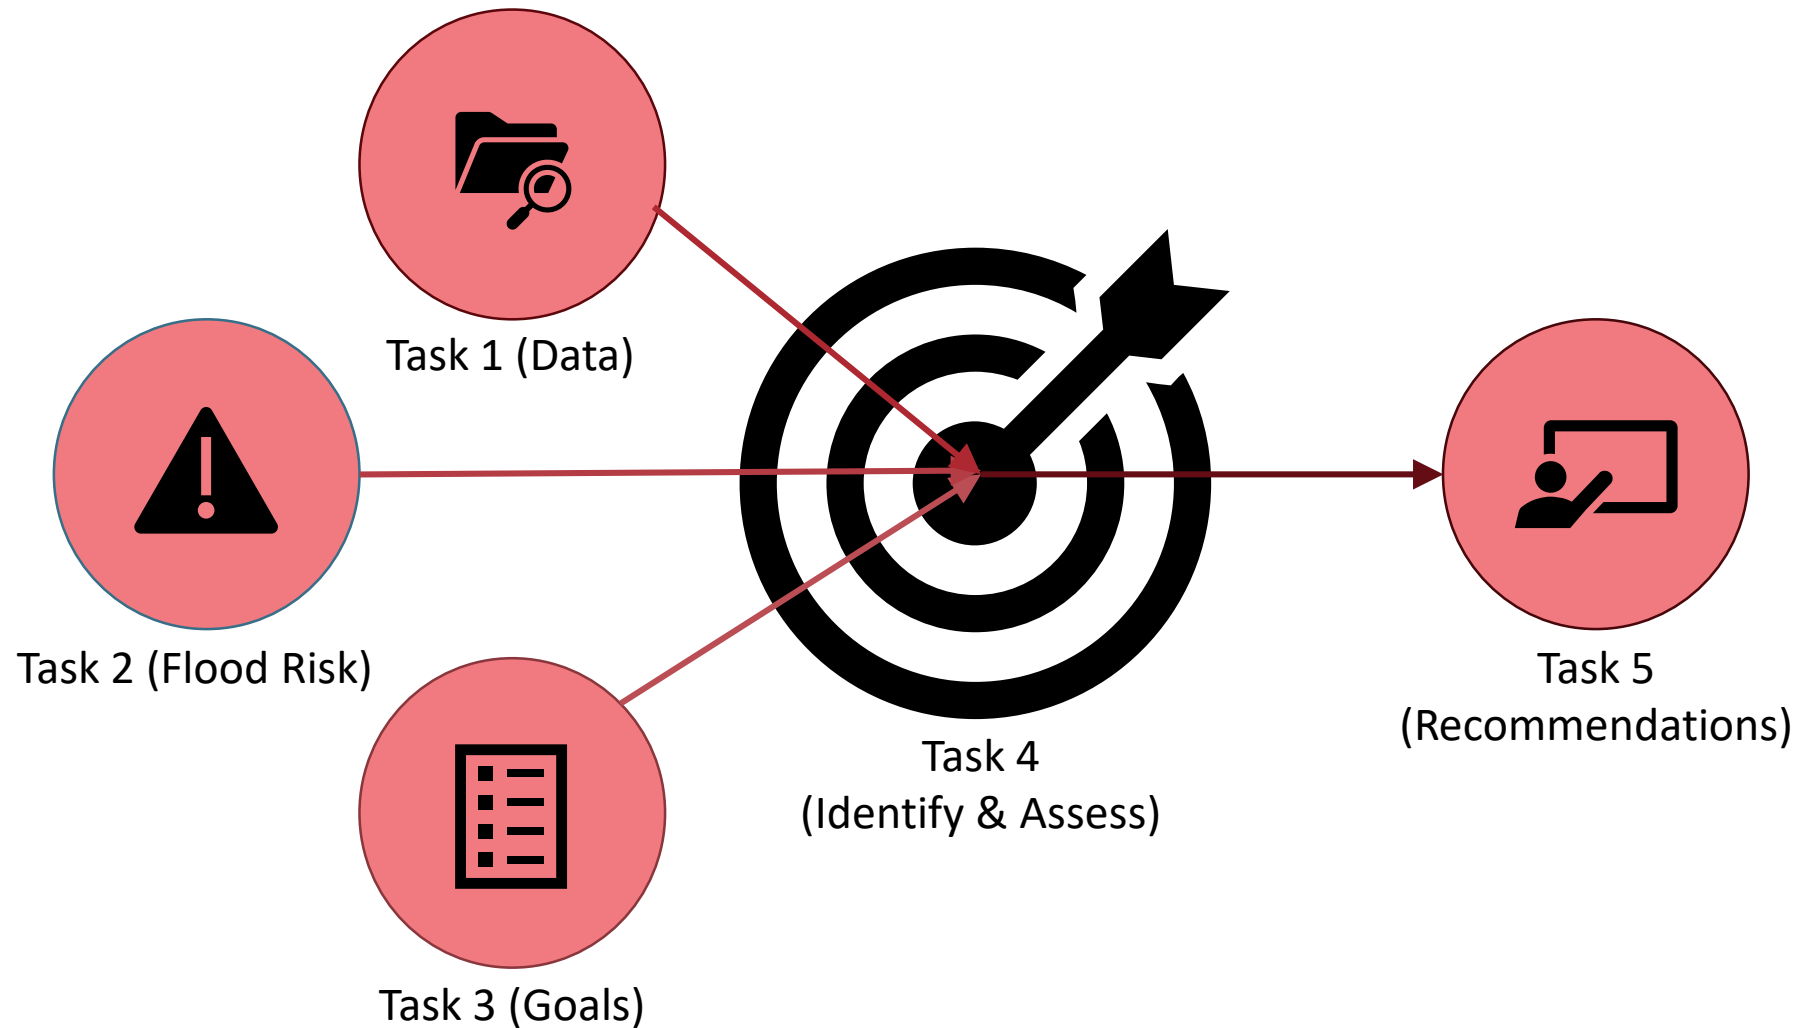 Task 1 (Data)
Task 2 (Flood Risk)
Task 3 (Goals)
Task 4
(Identify & Assess)
Task 5
(Recommendations)